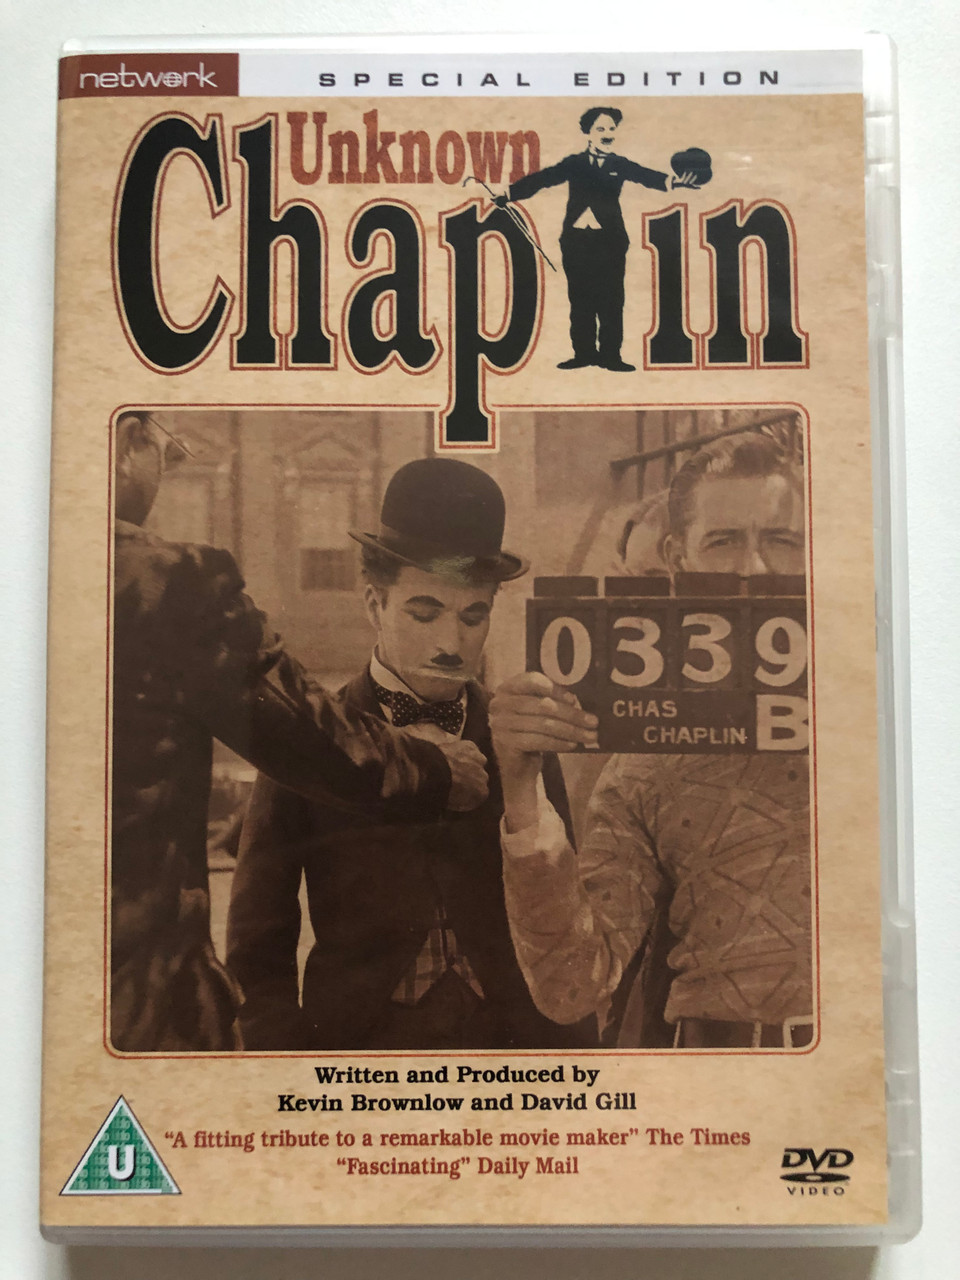 network
SPECIAL EDITION
Unknown
Chaplin
0339
CHAS
CHAPLIN
B
Written and Produced by
Kevin Brownlow and David Gill
“A fitting tribute to a remarkable movie maker” The Times
“Fascinating” Daily Mail
U
DVD
VIDEO